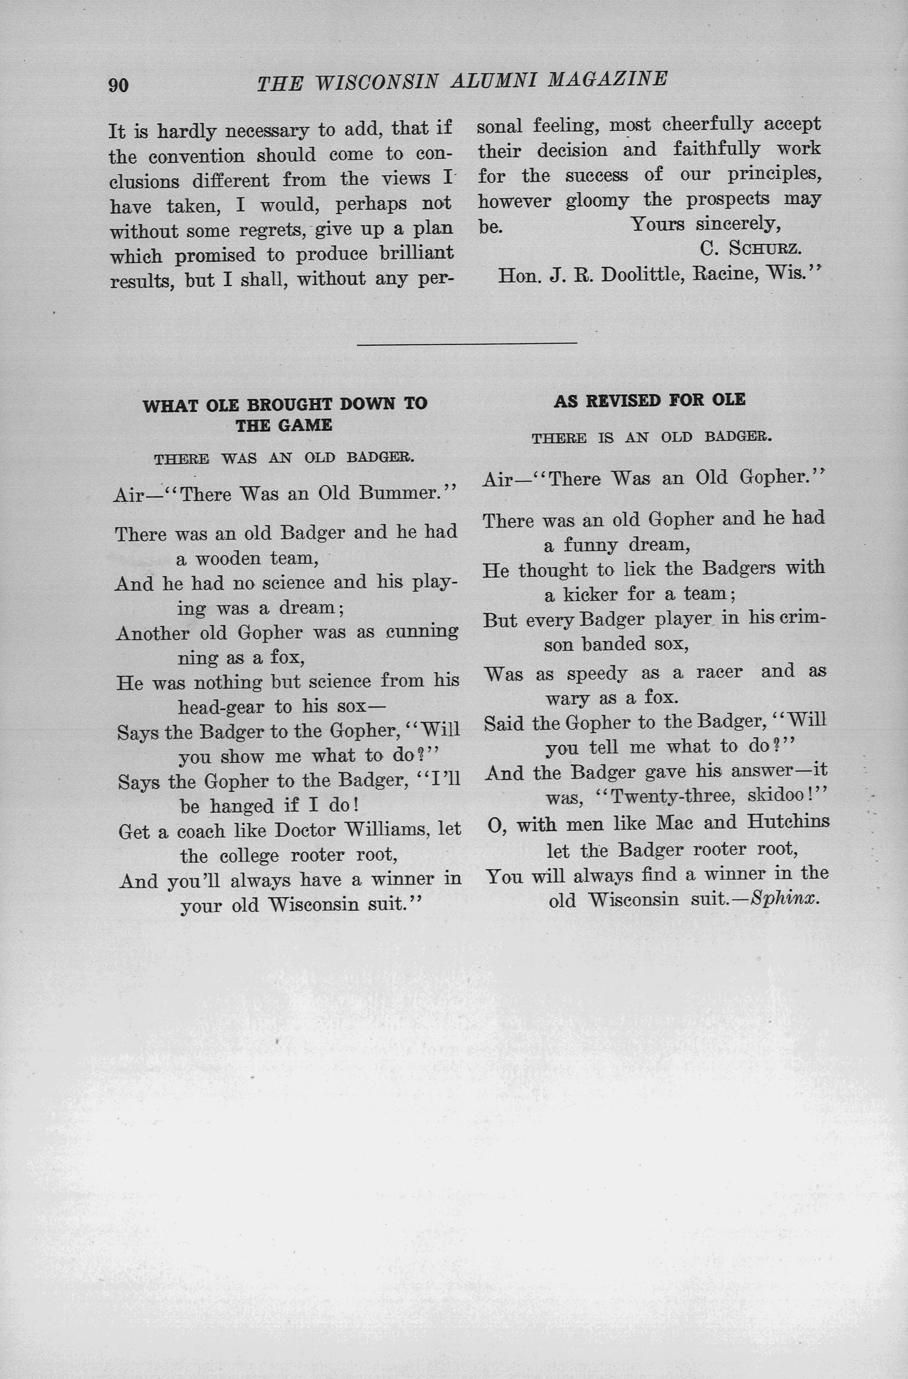 90
THE WISCONSIN ALUMNI MAGAZINE
It is hardly necessary to add, that if
the convention should come to con-
clusions different from the views I
have taken, I would, perhaps not
without some regrets, give up a plan
which promised to produce brilliant
results, but I shall, without any per-
sonal feeling, most cheerfully accept
their decision and faithfully work
for the success of our principles,
however gloomy the prospects may
be. Yours sincerely,
C. SCHURZ.
Hon. J. R. Doolittle, Racine, Wis.''
WHAT OLE BROUGHT DOWN TO
THE GAME
THERE WAS AN OLD BADGER.
Air—''There Was an Old Bummer.''
There was an old Badger and he had
a wooden team,
And he had no science and his play-
ing was a dream;
Another old Gopher was as cunning
ning as a fox,
He was nothing but science from his
head-gear to his sox—
Says the Badger to the Gopher, ''Will
you show me what to do?''
Says the Gopher to the Badger, ''I'll
be hanged if I do!
Get a coach like Doctor Williams, let
the college rooter root,
And you'll always have a winner in
your old Wisconsin suit.''
AS REVISED FOR OLE
THERE IS AN OLD BADGER.
Air—''There Was an Old Gopher.''
There was an old Gopher and he had
a funny dream,
He thought to lick the Badgers with
a kicker for a team;
But every Badger player in his crim-
son banded sox,
Was as speedy as a racer and as
wary as a fox.
Said the Gopher to the Badger, ''Will
you tell me what to do?''
And the Badger gave his answer—it
was, ''Twenty-three, skidoo!''
O, with men like Mac and Hutchins
let the Badger rooter root,
You will always find a winner in the
old Wisconsin suit.—Sphinx.